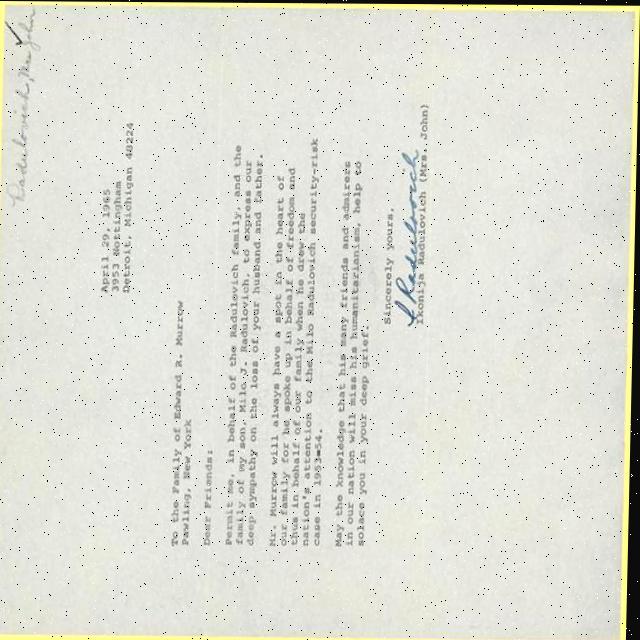 Radulovich, Mrs John
April 29, 1965
3953 Nottingham
Detroit, Michigan 48224
To the Family of Edward R. Murrow
Pawling, New York
Dear Friends:
Permit me, in behalf of the Radulovich family, and the
family of my son, Milo J. Radulovich, to express our
deep sympathy on the loss of your husband and father.
Mr. Murrow will always have a spot in the heart of
our family for he spoke up in behalf of freedom and
thus in behalf of our family when he drew the
nation's attention to the Milo Radulovich security-risk
case in 1953-54.
May the knowledge that his many friends and admirers
in our nation will miss his humanitarianism, help to
solace you in your deep grief.
Sincerely yours,
I Radulovich
Ikonija Radulovich (Mrs. John)